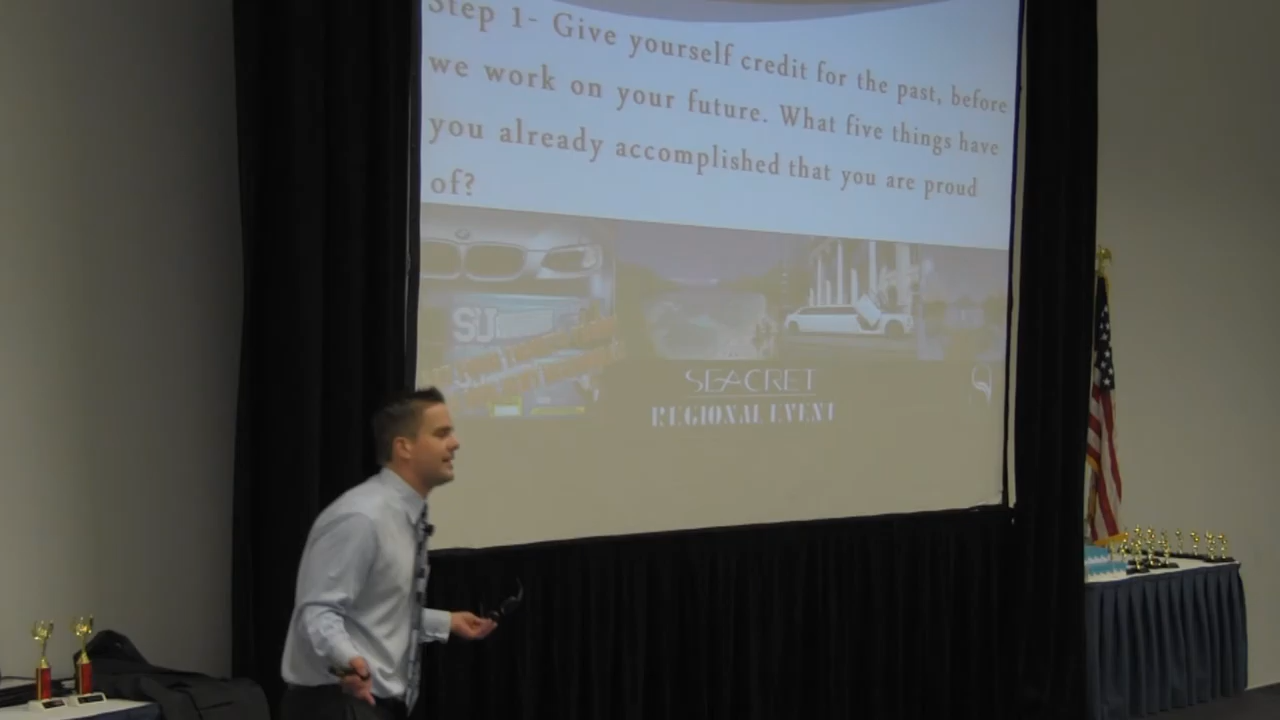 Step 1- Give yourself credit for the past, before
we work on your future. What five things have
you already accomplished that you are proud
of?
SU
SEACRET
REGIONAL EVENT